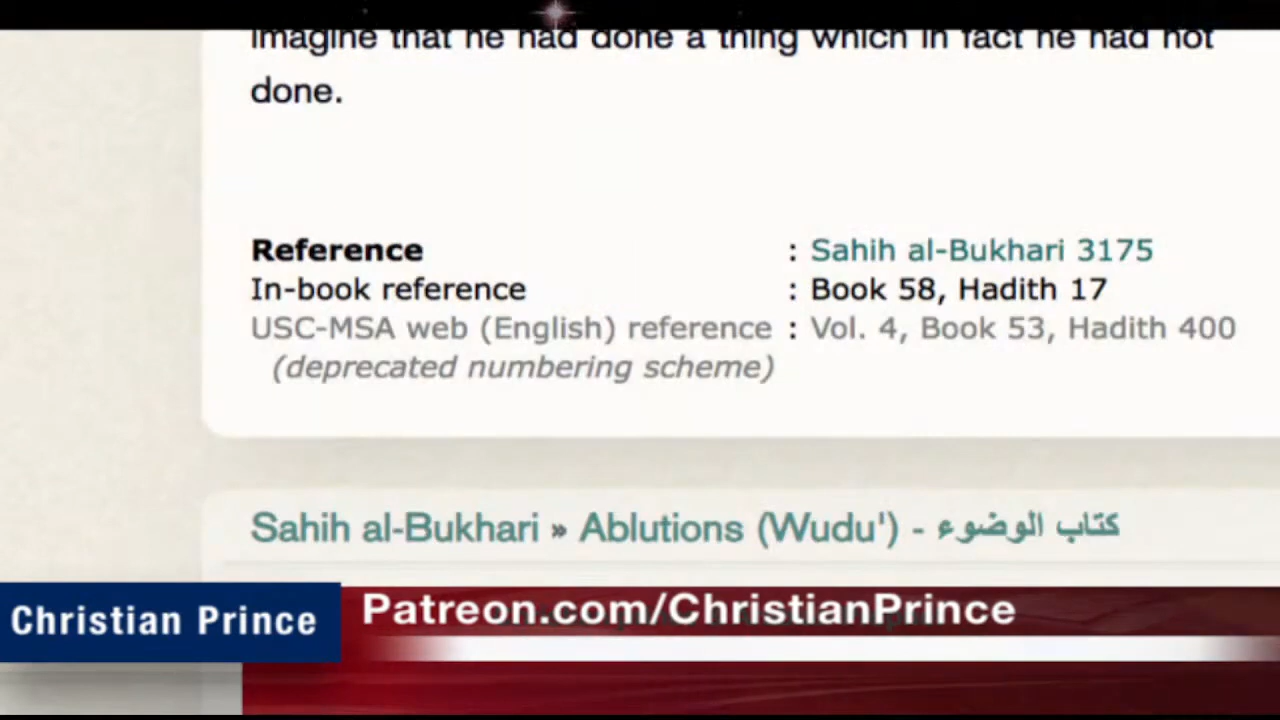 imagine that he had done a thing which in fact he had not
done.
Reference : Sahih al-Bukhari 3175
In-book reference : Book 58, Hadith 17
USC-MSA web (English) reference : Vol. 4, Book 53, Hadith 400
(deprecated numbering scheme)
Sahih al-Bukhari » Ablutions (Wudu') - كتاب الوضوء
Christian Prince
Patreon.com/ChristianPrince